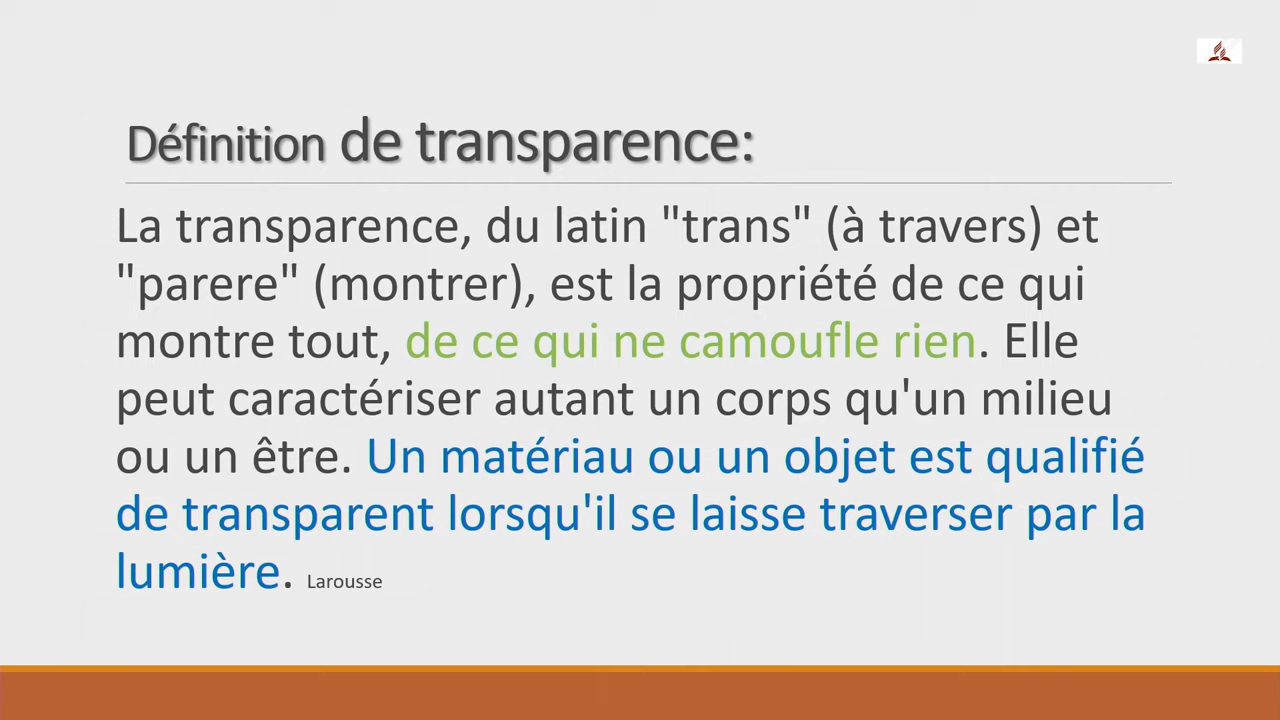 Définition de transparence:
La transparence, du latin "trans" (à travers) et
"parere" (montrer), est la propriété de ce qui
montre tout, de ce qui ne camoufle rien. Elle
peut caractériser autant un corps qu'un milieu
ou un être. Un matériau ou un objet est qualifié
de transparent lorsqu'il se laisse traverser par la
lumière. Larousse